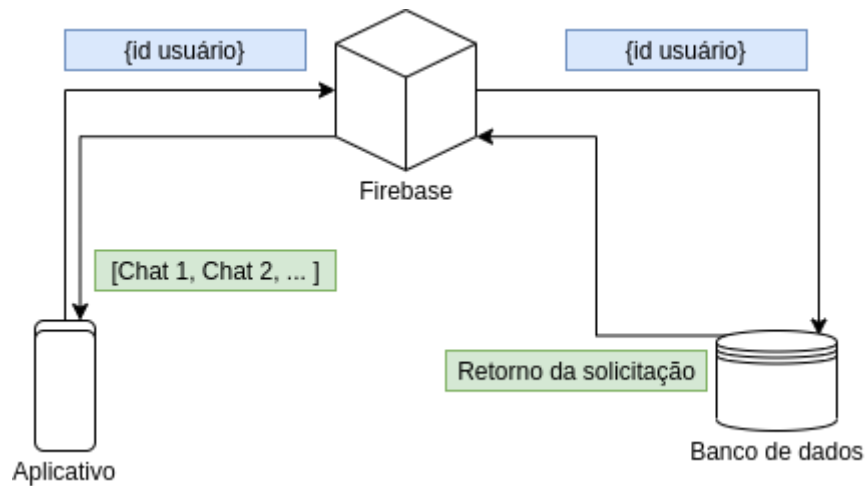 {id usuário}
{id usuário}
Firebase
[Chat 1, Chat 2, ... ]
Retorno da solicitação
Banco de dados
Aplicativo